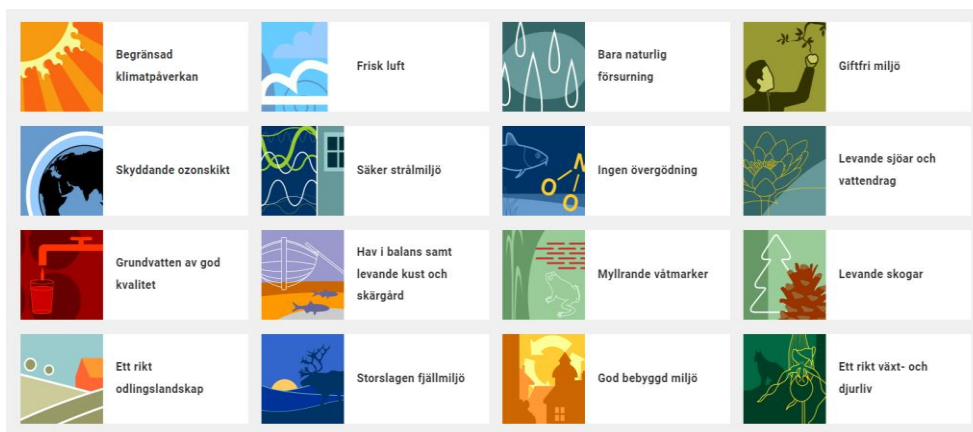 Begränsad
klimatpåverkan
Frisk luft
Bara naturlig
försurning
Giftfri miljö
Skyddande ozonskikt
Säker strålmiljö
N
O
O
Ingen övergödning
Levande sjöar och
vattendrag
Grundvatten av god
kvalitet
Hav i balans samt
levande kust och
skärgård
Myllrande våtmarker
Levande skogar
Ett rikt
odlingslandskap
Storslagen fjällmiljö
God bebyggd miljö
Ett rikt växt- och
djurliv